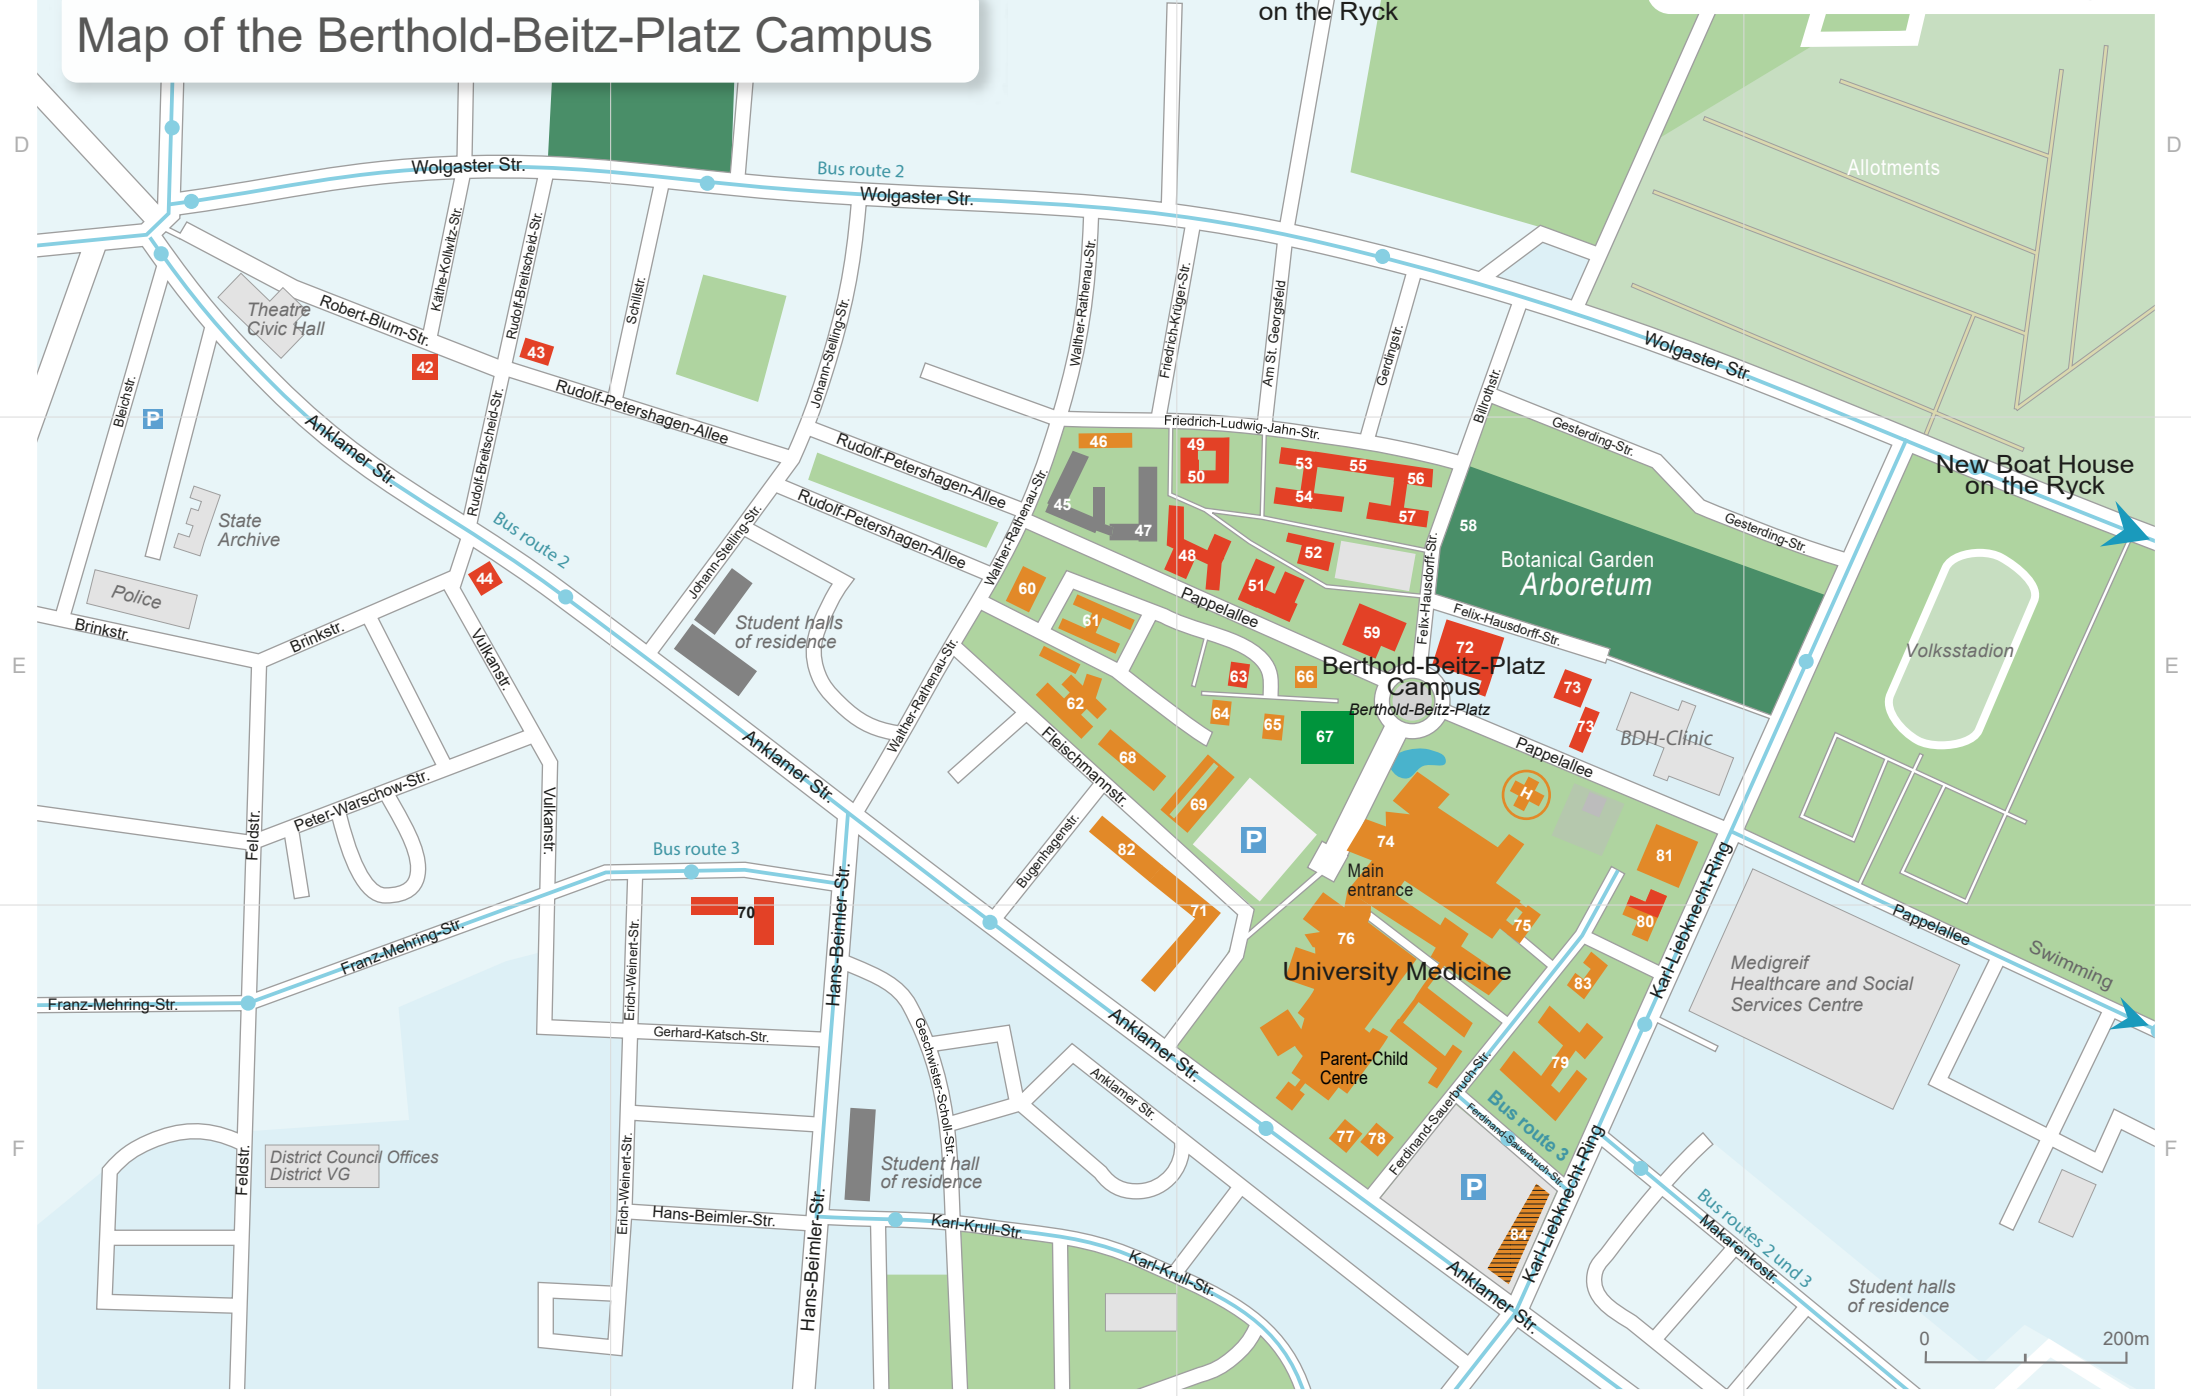 on the Ryck
Map of the Berthold-Beitz-Platz Campus
D
D
Allotments
Bus route 2
Wolgaster Str.
Wolgaster Str.
Käthe-Kollwitz-Str.
Rudolf-Breitscheid-Str.
Schillstr.
Johann-Stelling-Str.
Walther-Rathenau-Str.
Friedrich-Krüger-Str.
Am St. Georgsfeld
Gerdingstr.
Billrothstr.
Wolgaster Str.
Theatre
Civic Hall
Robert-Blum-Str.
42
43
Rudolf-Petershagen-Allee
Bleichstr.
P
Anklamer Str.
Rudolf-Breitscheid-Str.
Rudolf-Petershagen-Allee
Rudolf-Petershagen-Allee
Friedrich-Ludwig-Jahn-Str.
Gesterding-Str.
Gesterding-Str.
New Boat House
on the Ryck
46
49
50
53
55
56
54
57
45
47
48
52
51
58
Botanical Garden
Arboretum
State
Archive
Bus route 2
44
Police
Brinkstr.
Brinkstr.
Vulkanstr.
Johann-Stelling-Str.
Walther-Rathenau-Str.
Student halls
of residence
60
61
Pappelallee
59
Felix-Hausdorff-Str.
Felix-Hausdorff-Str.
72
Volksstadion
E
E
Berthold-Beitz-Platz
Campus
Berthold-Beitz-Platz
63
66
73
73
64
65
67
62
BDH-Clinic
Walther-Rathenau-Str.
Fleischmannstr.
68
69
Pappelallee
H
Anklamer Str.
Peter-Warschow-Str.
Feldstr.
Vulkanstr.
Bus route 3
Bugenhagenstr.
82
P
74
Main
entrance
81
Karl-Liebknecht-Ring
Pappelallee
Swimming
70
71
76
75
80
Franz-Mehring-Str.
Franz-Mehring-Str.
Erich-Weinert-Str.
Hans-Beimler-Str.
University Medicine
83
Medigreif
Healthcare and Social
Services Centre
Gerhard-Katsch-Str.
Geschwister-Scholl-Str.
Anklamer Str.
Anklamer Str.
Parent-Child
Centre
79
Bus route 3
Ferdinand-Sauerbruch-Str.
Ferdinand-Sauerbruch-Str.
77
78
F
F
District Council Offices
District VG
Feldstr.
Erich-Weinert-Str.
Student hall
of residence
P
84
Karl-Liebknecht-Ring
Bus routes 2 und 3
Makarenkostr.
Hans-Beimler-Str.
Hans-Beimler-Str.
Karl-Krull-Str.
Karl-Krull-Str.
Anklamer Str.
Student halls
of residence
0
200m